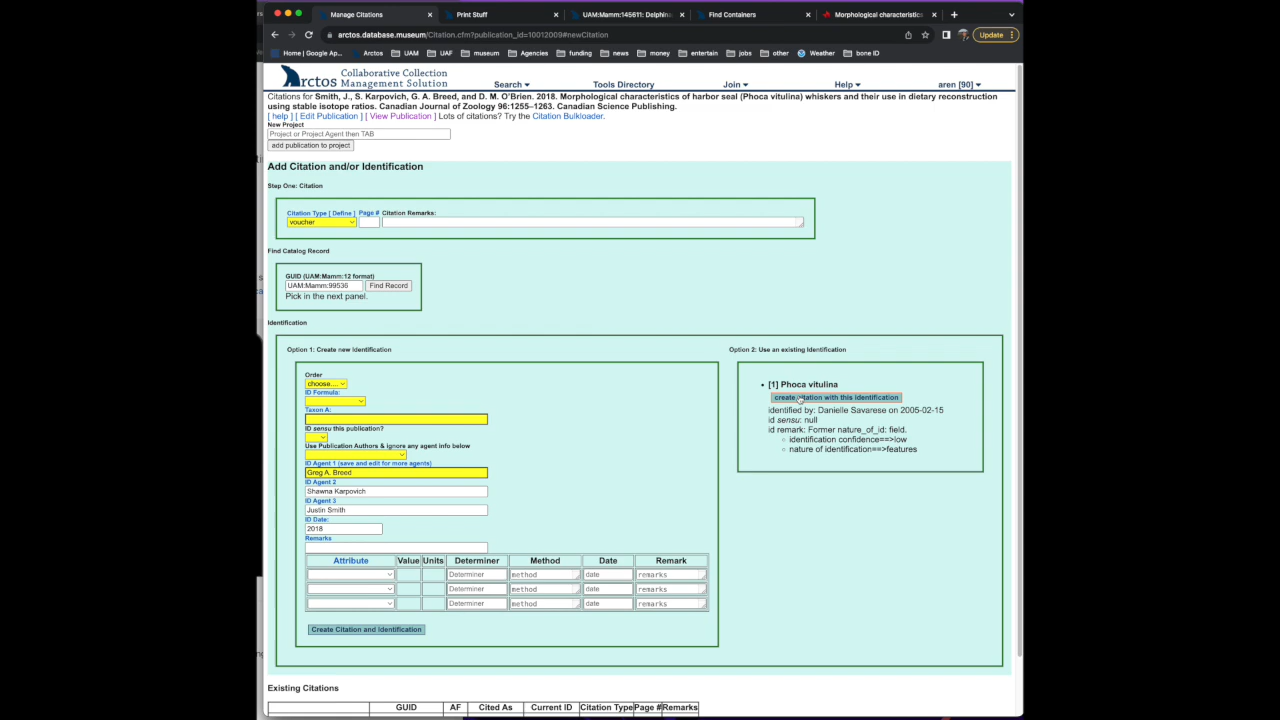 Manage Citations
Print Stuff
UAM:Mamm:145611: Delphina
Find Containers
Morphological characteristics
arctos.database.museum/Citation.cfm?publication_id=10012009#newCitation
Update
Home | Google Ap... Arctos UAM UAF museum Agencies funding news money entertain jobs other Weather bone ID
Arctos Collaborative Collection
Management Solution
Search Tools Directory Join Help aren [90]
Citations for Smith, J., S. Karpovich, G. A. Breed, and D. M. O'Brien. 2018. Morphological characteristics of harbor seal (Phoca vitulina) whiskers and their use in dietary reconstruction
using stable isotope ratios. Canadian Journal of Zoology 96:1255–1263. Canadian Science Publishing.
[ help ] [ Edit Publication ] [ View Publication ] Lots of citations? Try the Citation Bulkloader.
New Project
Project or Project Agent then TAB
add publication to project
Add Citation and/or Identification
Step One: Citation
Citation Type [ Define ] Page # Citation Remarks:
voucher
Find Catalog Record
GUID (UAM:Mamm:12 format)
UAM:Mamm:99536 Find Record
Pick in the next panel.
Identification
Option 1: Create new Identification
Order
choose...
ID Formula:
Taxon A:
ID sensu this publication?
Use Publication Authors & ignore any agent info below
ID Agent 1 (save and edit for more agents)
Greg A. Breed
ID Agent 2
Shawna Karpovich
ID Agent 3
Justin Smith
ID Date:
2018
Remarks
Attribute Value Units Determiner Method Date Remark
Determiner method date remarks
Determiner method date remarks
Determiner method date remarks
Create Citation and Identification
Option 2: Use an existing Identification
[1] Phoca vitulina
create citation with this identification
identified by: Danielle Savarese on 2005-02-15
id sensu: null
id remark: Former nature_of_id: field.
identification confidence==>low
nature of identification==>features
Existing Citations
GUID AF Cited As Current ID Citation Type Page # Remarks